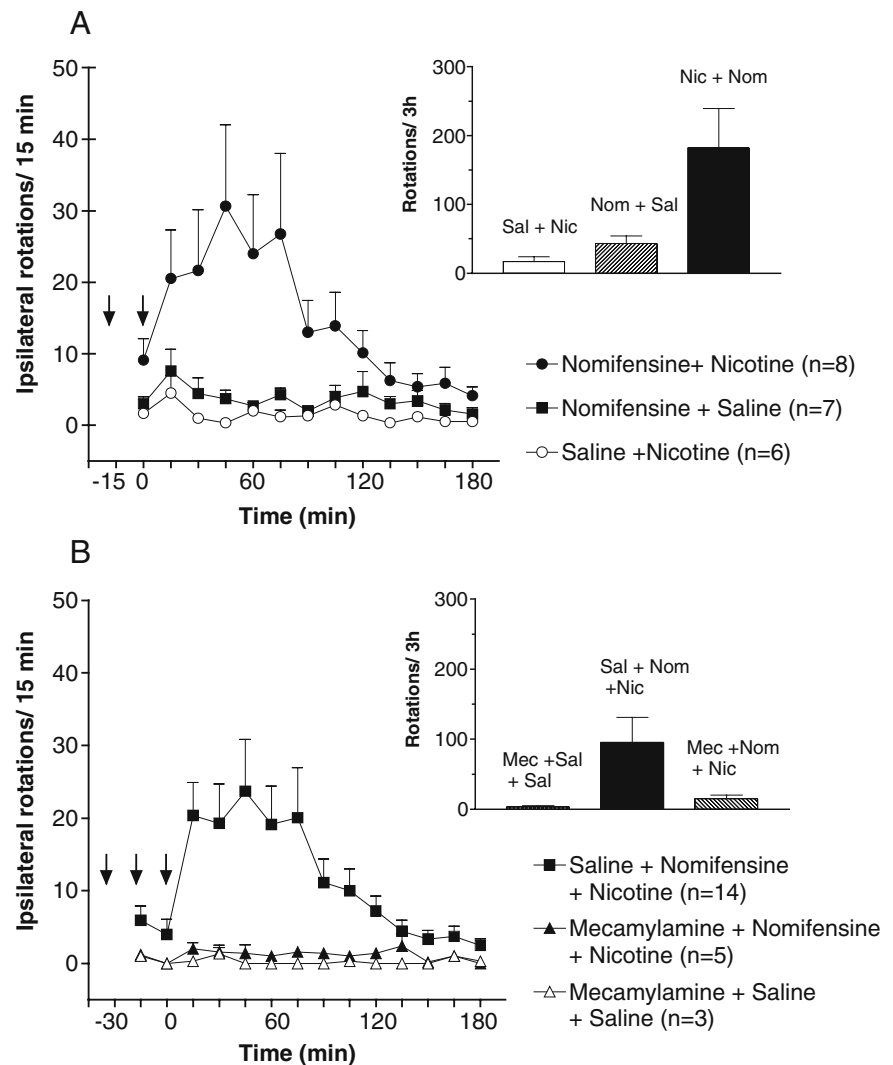 A
50
40
30
20
10
0
Ipsilateral rotations/ 15 min
-15 0 60 120 180
Time (min)
300
200
100
0
Rotations/ 3h
Sal + Nic
Nom + Sal
Nic + Nom
Nomifensine+ Nicotine (n=8)
Nomifensine + Saline (n=7)
Saline +Nicotine (n=6)
B
50
40
30
20
10
0
Ipsilateral rotations/ 15 min
-30 0 60 120 180
Time (min)
300
200
100
0
Rotations/ 3h
Mec +Sal
+ Sal
Sal + Nom
+Nic
Mec +Nom
+ Nic
Saline + Nomifensine
+ Nicotine (n=14)
Mecamylamine + Nomifensine
+ Nicotine (n=5)
Mecamylamine + Saline
+ Saline (n=3)